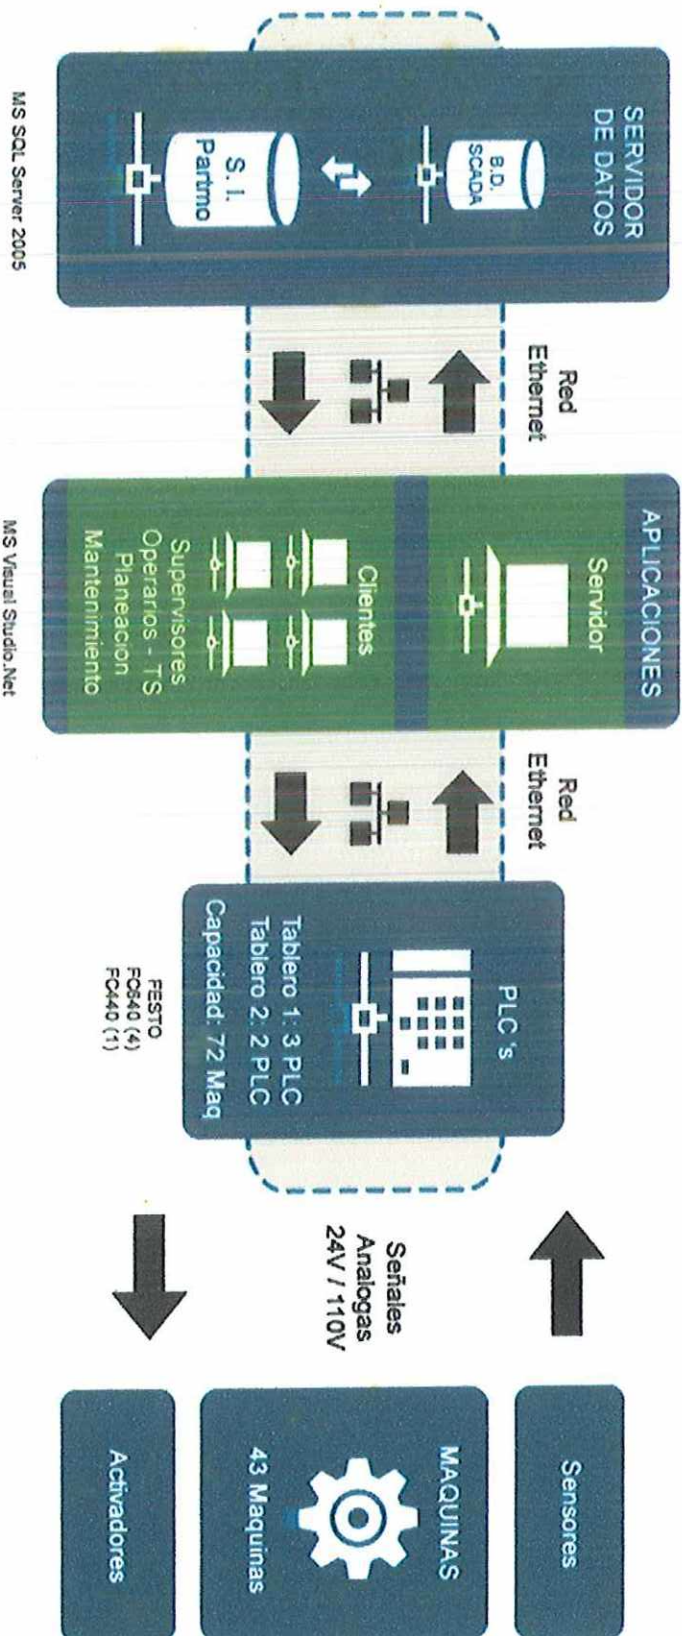 SERVIDOR
DE DATOS
B.D.
SCADA
S. I.
Partmo
MS SQL Server 2005
Red
Ethernet
APLICACIONES
Servidor
Clientes
Supervisores
Operarios - TS
Planeacion
Mantenimiento
MS Visual Studio.Net
Red
Ethernet
PLC 's
Tablero 1: 3 PLC
Tablero 2: 2 PLC
Capacidad: 72 Maq
FESTO
FC640 (4)
FC440 (1)
Señales
Analogas
24V / 110V
Sensores
MAQUINAS
43 Maquinas
Activadores